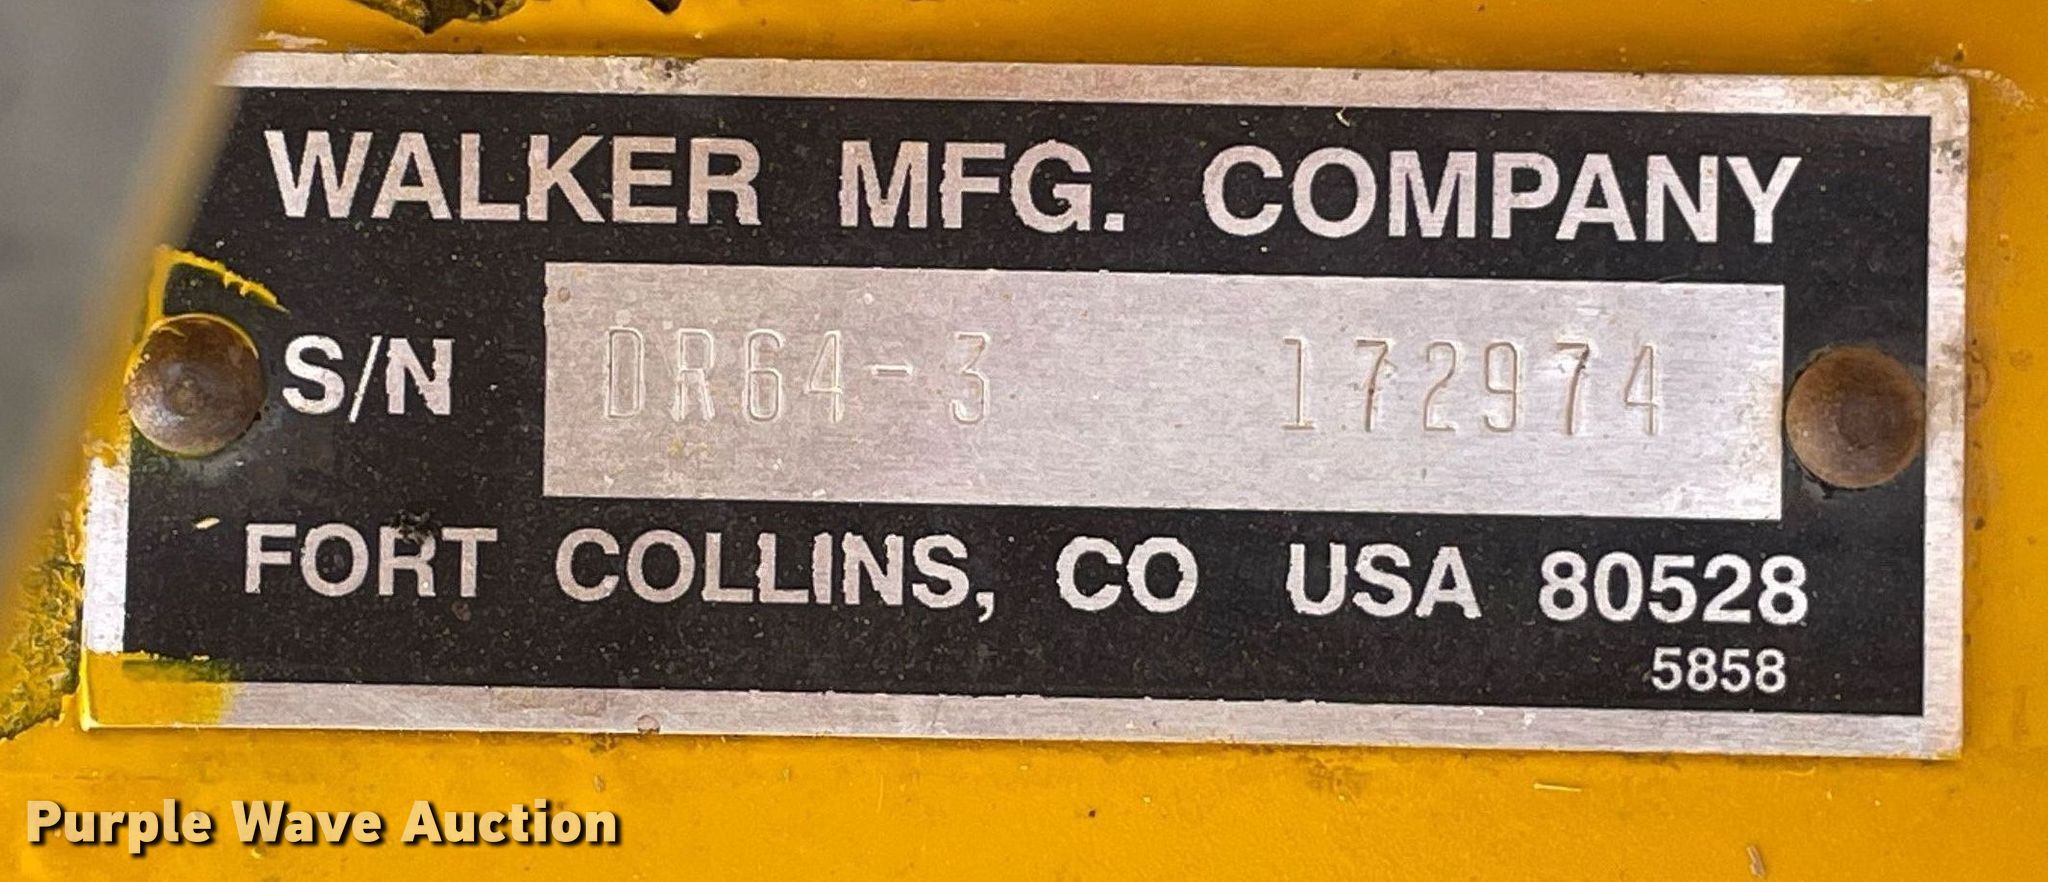 WALKER MFG. COMPANY
S/N DR64-3 172974
FORT COLLINS, CO USA 80528
5858
Purple Wave Auction